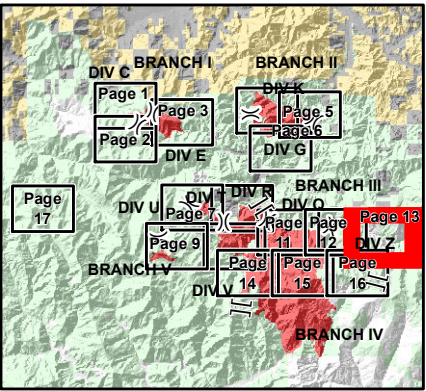 BRANCH I
BRANCH II
DIV C
DIV K
Page 1
Page 3
Page 5
Page 2
Page 6
DIV E
DIV G
BRANCH III
Page
17
DIV U
DIV R
DIV O
Page 7
Page 13
Page
11
Page
12
Page 9
DIV Z
BRANCH V
Page
14
Page
15
Page
16
DIV V
BRANCH IV